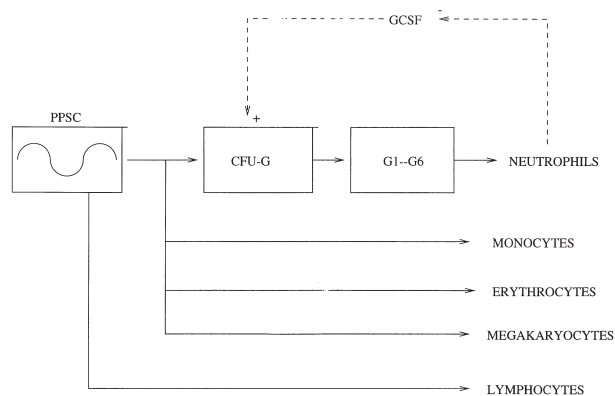 GCSF
-
+
PPSC
CFU-G
G1--G6
NEUTROPHILS
MONOCYTES
ERYTHROCYTES
MEGAKARYOCYTES
LYMPHOCYTES